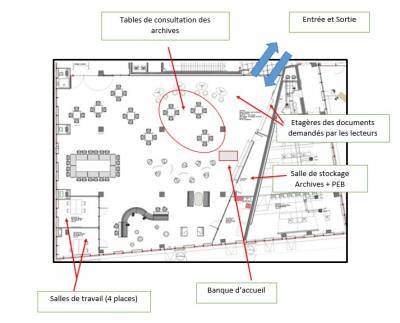 Tables de consultation des
archives
Entrée et Sortie
Etagères des documents
demandés par les lecteurs
Salle de stockage
Archives + PEB
Banque d'accueil
Salles de travail (4 places)